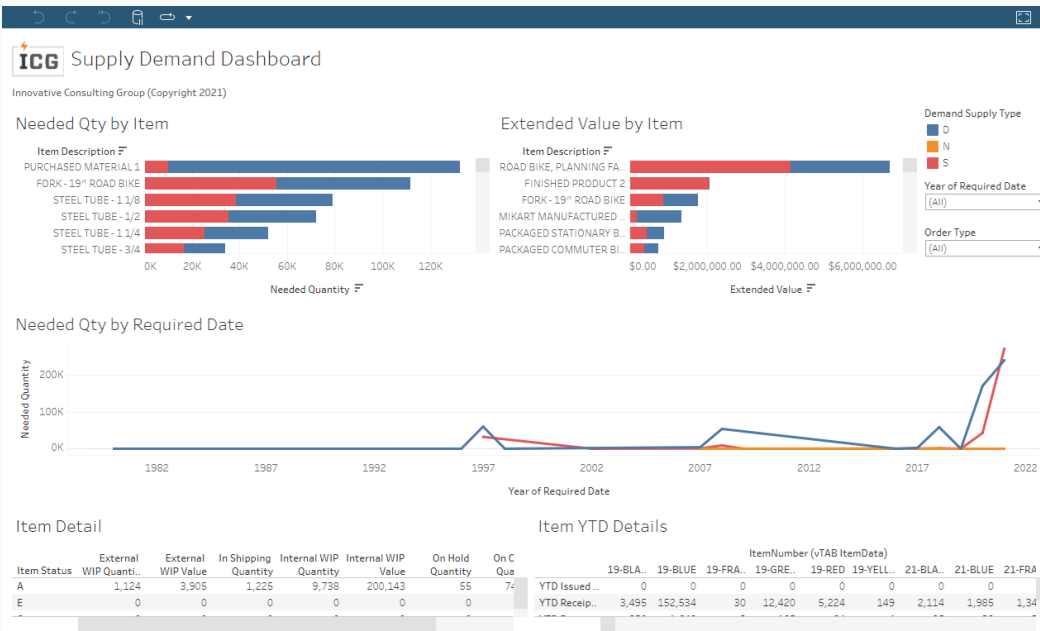 ICG Supply Demand Dashboard
Innovative Consulting Group (Copyright 2021)
Needed Qty by Item
Item Description
PURCHASED MATERIAL 1
FORK - 19" ROAD BIKE
STEEL TUBE - 1 1/8
STEEL TUBE - 1/2
STEEL TUBE - 1 1/4
STEEL TUBE - 3/4
0K 20K 40K 60K 80K 100K 120K
Needed Quantity
Extended Value by Item
Item Description
ROAD BIKE, PLANNING FA..
FINISHED PRODUCT 2
FORK - 19" ROAD BIKE
MIKART MANUFACTURED ..
PACKAGED STATIONARY B..
PACKAGED COMMUTER BI..
$0.00 $2,000,000.00 $4,000,000.00 $6,000,000.00
Extended Value
Demand Supply Type
D
N
S
Year of Required Date
(All)
Order Type
(All)
Needed Qty by Required Date
Needed Quantity
200K
100K
0K
1982 1987 1992 1997 2002 2007 2012 2017 2022
Year of Required Date
Item Detail
External External In Shipping Internal WIP Internal WIP On Hold On O
Item Status WIP Quanti.. WIP Value Quantity Quantity Value Quantity Qua
A 1,124 3,905 1,225 9,738 200,143 55 74
E 0 0 0 0 0 0 0
Item YTD Details
ItemNumber (vTAB ItemData)
19-BLA.. 19-BLUE 19-FRA.. 19-GRE.. 19-RED 19-YELL.. 21-BLA.. 21-BLUE 21-FRA
YTD Issued .. 0 0 0 0 0 0 0 0 0
YTD Receip.. 3,495 152,534 30 12,420 5,224 149 2,114 1,985 1,34